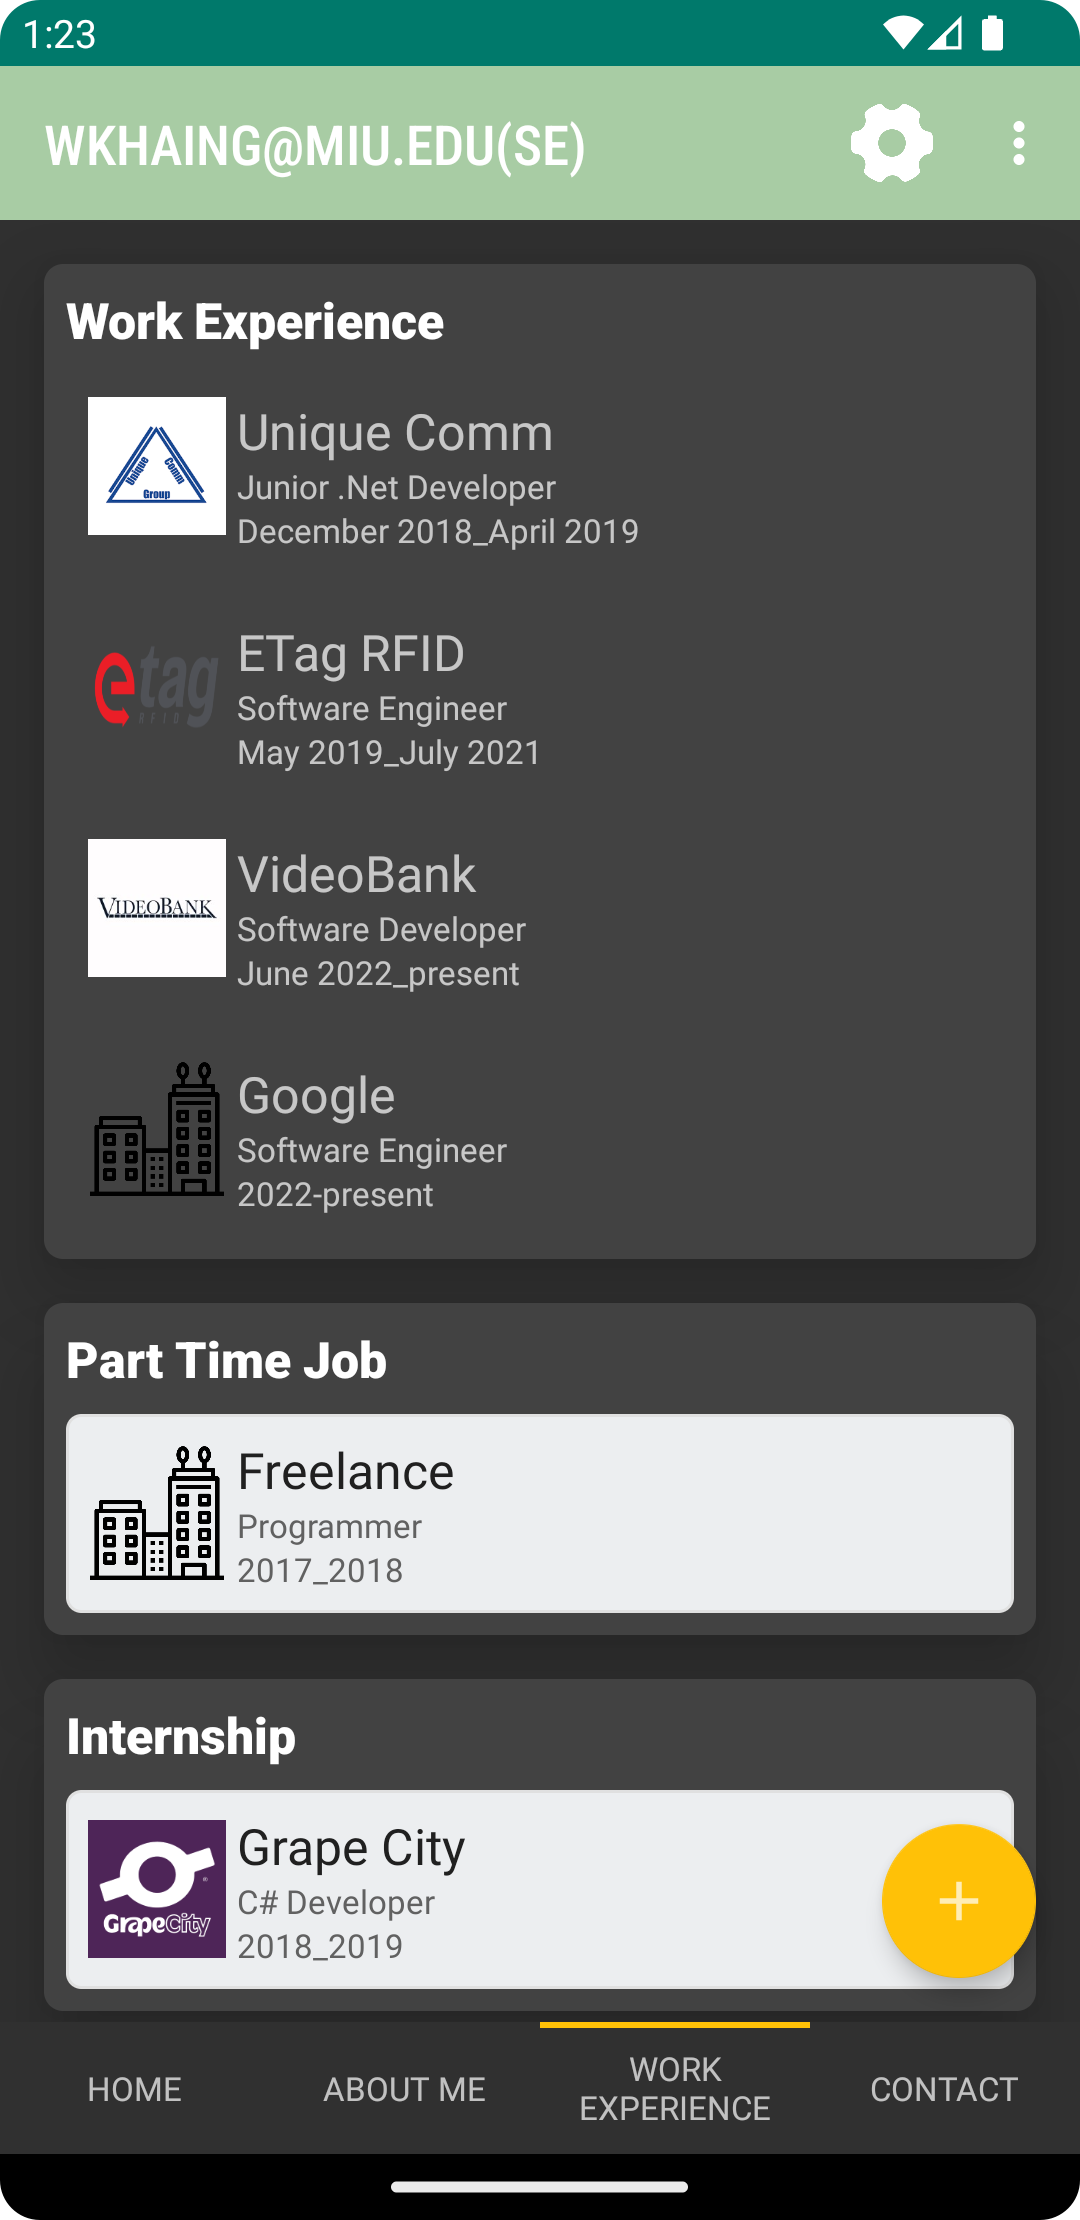 1:23
WKHAING@MIU.EDU(SE)
Work Experience
Unique Comm Group
Unique Comm
Junior .Net Developer
December 2018_April 2019
etag
RFID
ETag RFID
Software Engineer
May 2019_July 2021
VIDEOBANK
VideoBank
Software Developer
June 2022_present
Google
Software Engineer
2022-present
Part Time Job
Freelance
Programmer
2017_2018
Internship
GrapeCity
Grape City
C# Developer
2018_2019
HOME
ABOUT ME
WORK
EXPERIENCE
CONTACT